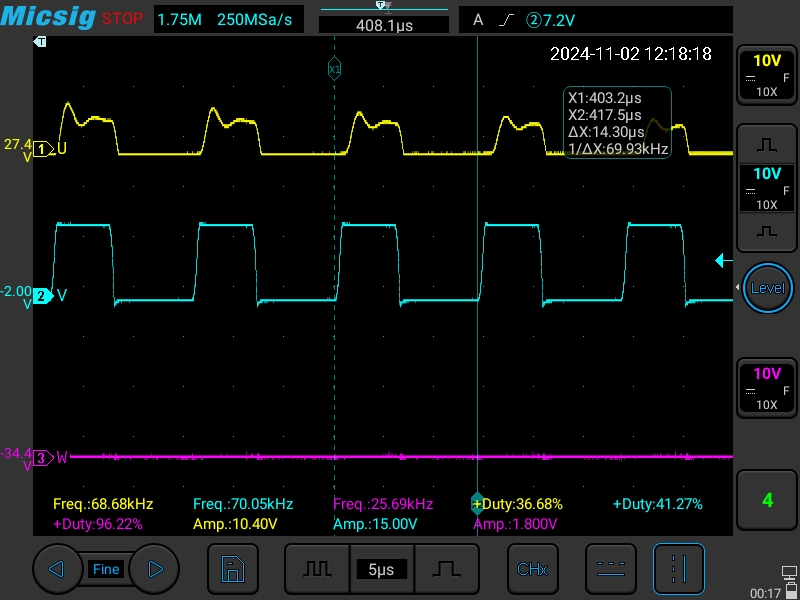 Micsig STOP 1.75M 250MSa/s 408.1μs A ②7.2V
T
T
2024-11-02 12:18:18
X1
X1:403.2μs
X2:417.5μs
ΔX:14.30μs
1/ΔX:69.93kHz
27.4 V 1 U
-2.00 V 2 V
-34.4 V 3 W
10V
F
10X
10V
F
10X
Level
10V
F
10X
4
Freq.:68.68kHz Freq.:70.05kHz Freq.:25.69kHz +Duty:36.68% +Duty:41.27%
+Duty:96.22% Amp.:10.40V Amp.:15.00V Amp.:1.800V
Fine 5μs CHx
00:17